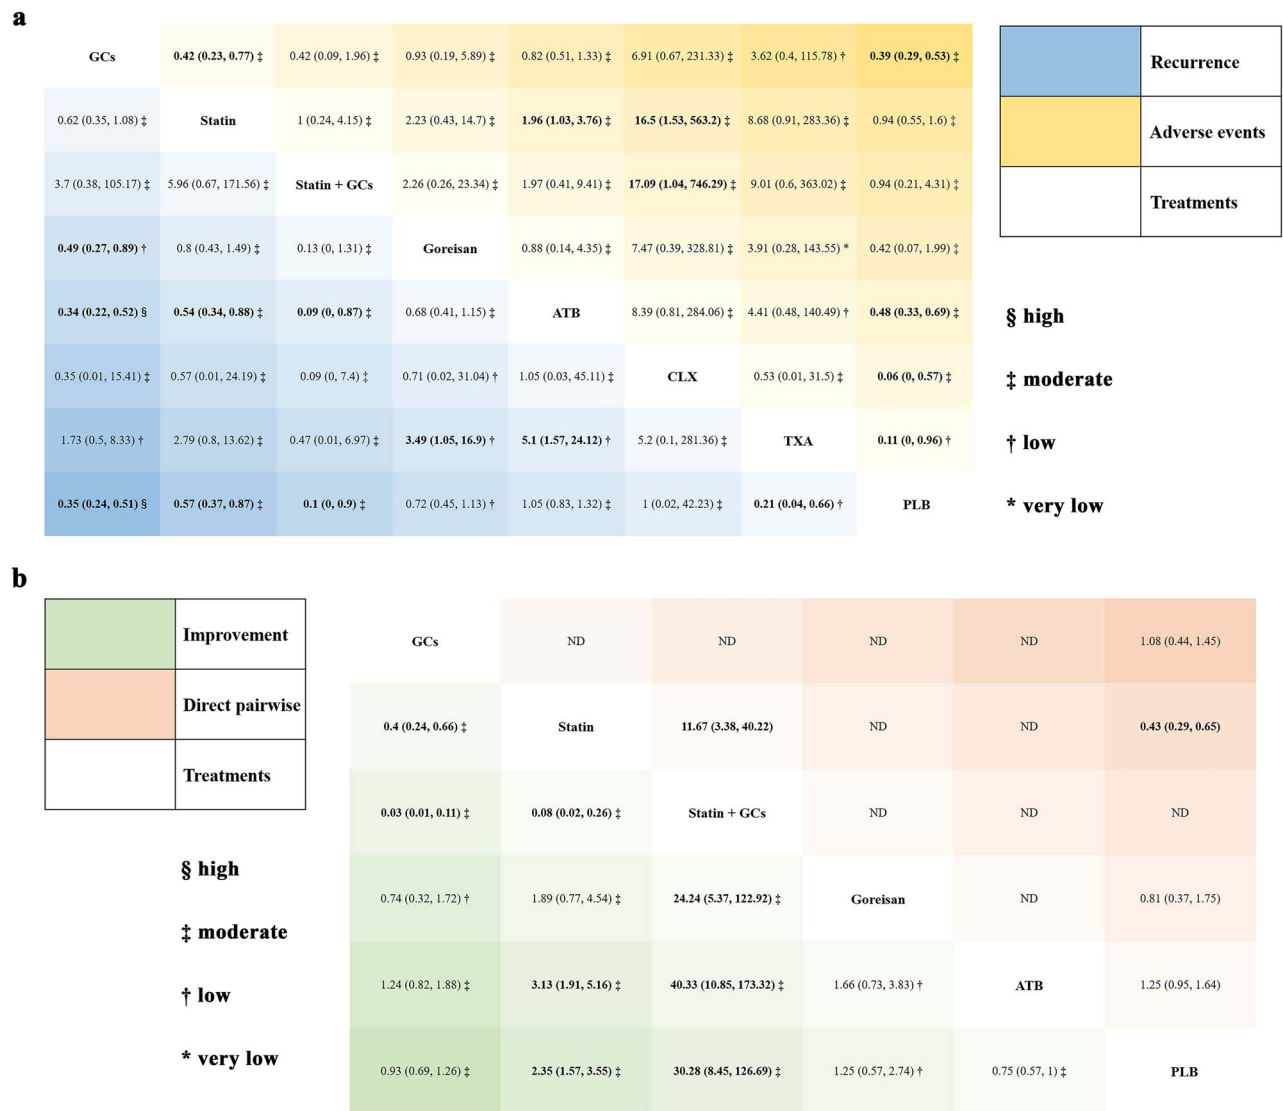 a
GCs 0.42 (0.23, 0.77) ‡ 0.42 (0.09, 1.96) ‡ 0.93 (0.19, 5.89) ‡ 0.82 (0.51, 1.33) ‡ 6.91 (0.67, 231.33) ‡ 3.62 (0.4, 115.78) † 0.39 (0.29, 0.53) ‡
0.62 (0.35, 1.08) ‡ Statin 1 (0.24, 4.15) ‡ 2.23 (0.43, 14.7) ‡ 1.96 (1.03, 3.76) ‡ 16.5 (1.53, 563.2) ‡ 8.68 (0.91, 283.36) ‡ 0.94 (0.55, 1.6) ‡
3.7 (0.38, 105.17) ‡ 5.96 (0.67, 171.56) ‡ Statin + GCs 2.26 (0.26, 23.34) ‡ 1.97 (0.41, 9.41) ‡ 17.09 (1.04, 746.29) ‡ 9.01 (0.6, 363.02) ‡ 0.94 (0.21, 4.31) ‡
0.49 (0.27, 0.89) † 0.8 (0.43, 1.49) ‡ 0.13 (0, 1.31) ‡ Goreisan 0.88 (0.14, 4.35) ‡ 7.47 (0.39, 328.81) ‡ 3.91 (0.28, 143.55) * 0.42 (0.07, 1.99) ‡
0.34 (0.22, 0.52) § 0.54 (0.34, 0.88) ‡ 0.09 (0, 0.87) ‡ 0.68 (0.41, 1.15) ‡ ATB 8.39 (0.81, 284.06) ‡ 4.41 (0.48, 140.49) † 0.48 (0.33, 0.69) ‡
0.35 (0.01, 15.41) ‡ 0.57 (0.01, 24.19) ‡ 0.09 (0, 7.4) ‡ 0.71 (0.02, 31.04) † 1.05 (0.03, 45.11) ‡ CLX 0.53 (0.01, 31.5) ‡ 0.06 (0, 0.57) ‡
1.73 (0.5, 8.33) † 2.79 (0.8, 13.62) ‡ 0.47 (0.01, 6.97) ‡ 3.49 (1.05, 16.9) † 5.1 (1.57, 24.12) † 5.2 (0.1, 281.36) ‡ TXA 0.11 (0, 0.96) †
0.35 (0.24, 0.51) § 0.57 (0.37, 0.87) ‡ 0.1 (0, 0.9) ‡ 0.72 (0.45, 1.13) † 1.05 (0.83, 1.32) ‡ 1 (0.02, 42.23) ‡ 0.21 (0.04, 0.66) † PLB
Recurrence
Adverse events
Treatments
§ high
‡ moderate
† low
* very low
b
Improvement
Direct pairwise
Treatments
§ high
‡ moderate
† low
* very low
GCs ND ND ND ND 1.08 (0.44, 1.45)
0.4 (0.24, 0.66) ‡ Statin 11.67 (3.38, 40.22) ND ND 0.43 (0.29, 0.65)
0.03 (0.01, 0.11) ‡ 0.08 (0.02, 0.26) ‡ Statin + GCs ND ND ND
0.74 (0.32, 1.72) † 1.89 (0.77, 4.54) ‡ 24.24 (5.37, 122.92) ‡ Goreisan ND 0.81 (0.37, 1.75)
1.24 (0.82, 1.88) ‡ 3.13 (1.91, 5.16) ‡ 40.33 (10.85, 173.32) ‡ 1.66 (0.73, 3.83) † ATB 1.25 (0.95, 1.64)
0.93 (0.69, 1.26) ‡ 2.35 (1.57, 3.55) ‡ 30.28 (8.45, 126.69) ‡ 1.25 (0.57, 2.74) † 0.75 (0.57, 1) ‡ PLB